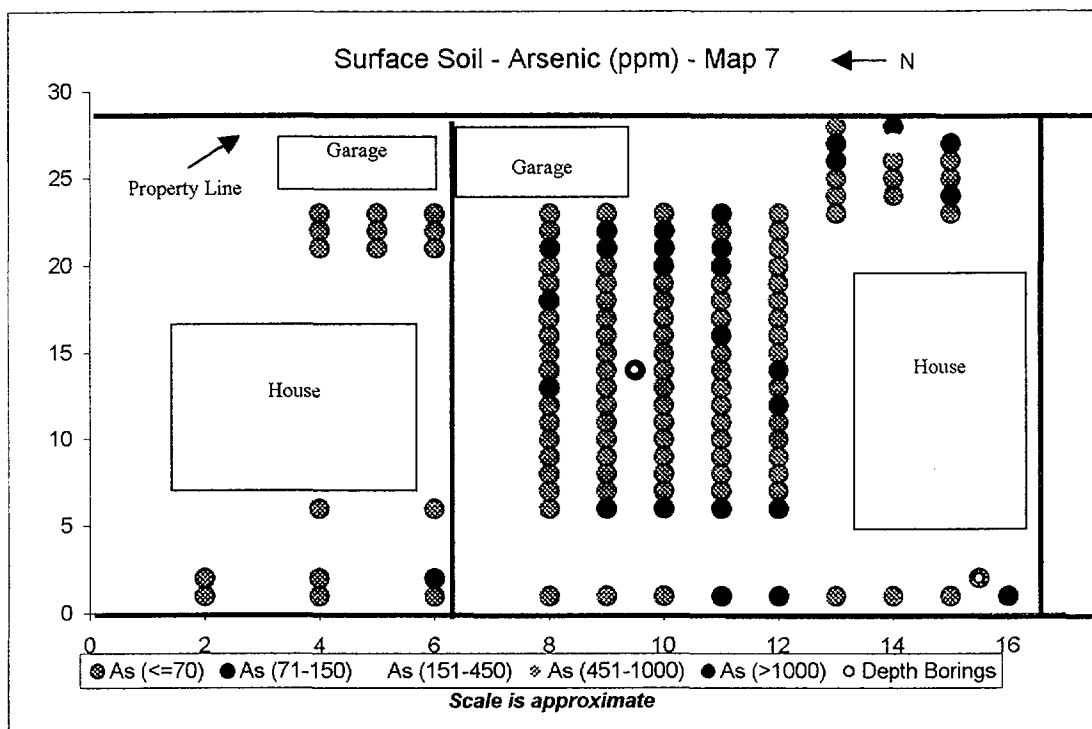 Surface Soil - Arsenic (ppm) - Map 7 N
30
25
20
15
10
5
0
Property Line
Garage
Garage
House
House
0 2 4 6 8 10 12 14 16
As (<=70) As (71-150) As (151-450) As (451-1000) As (>1000) Depth Borings
Scale is approximate